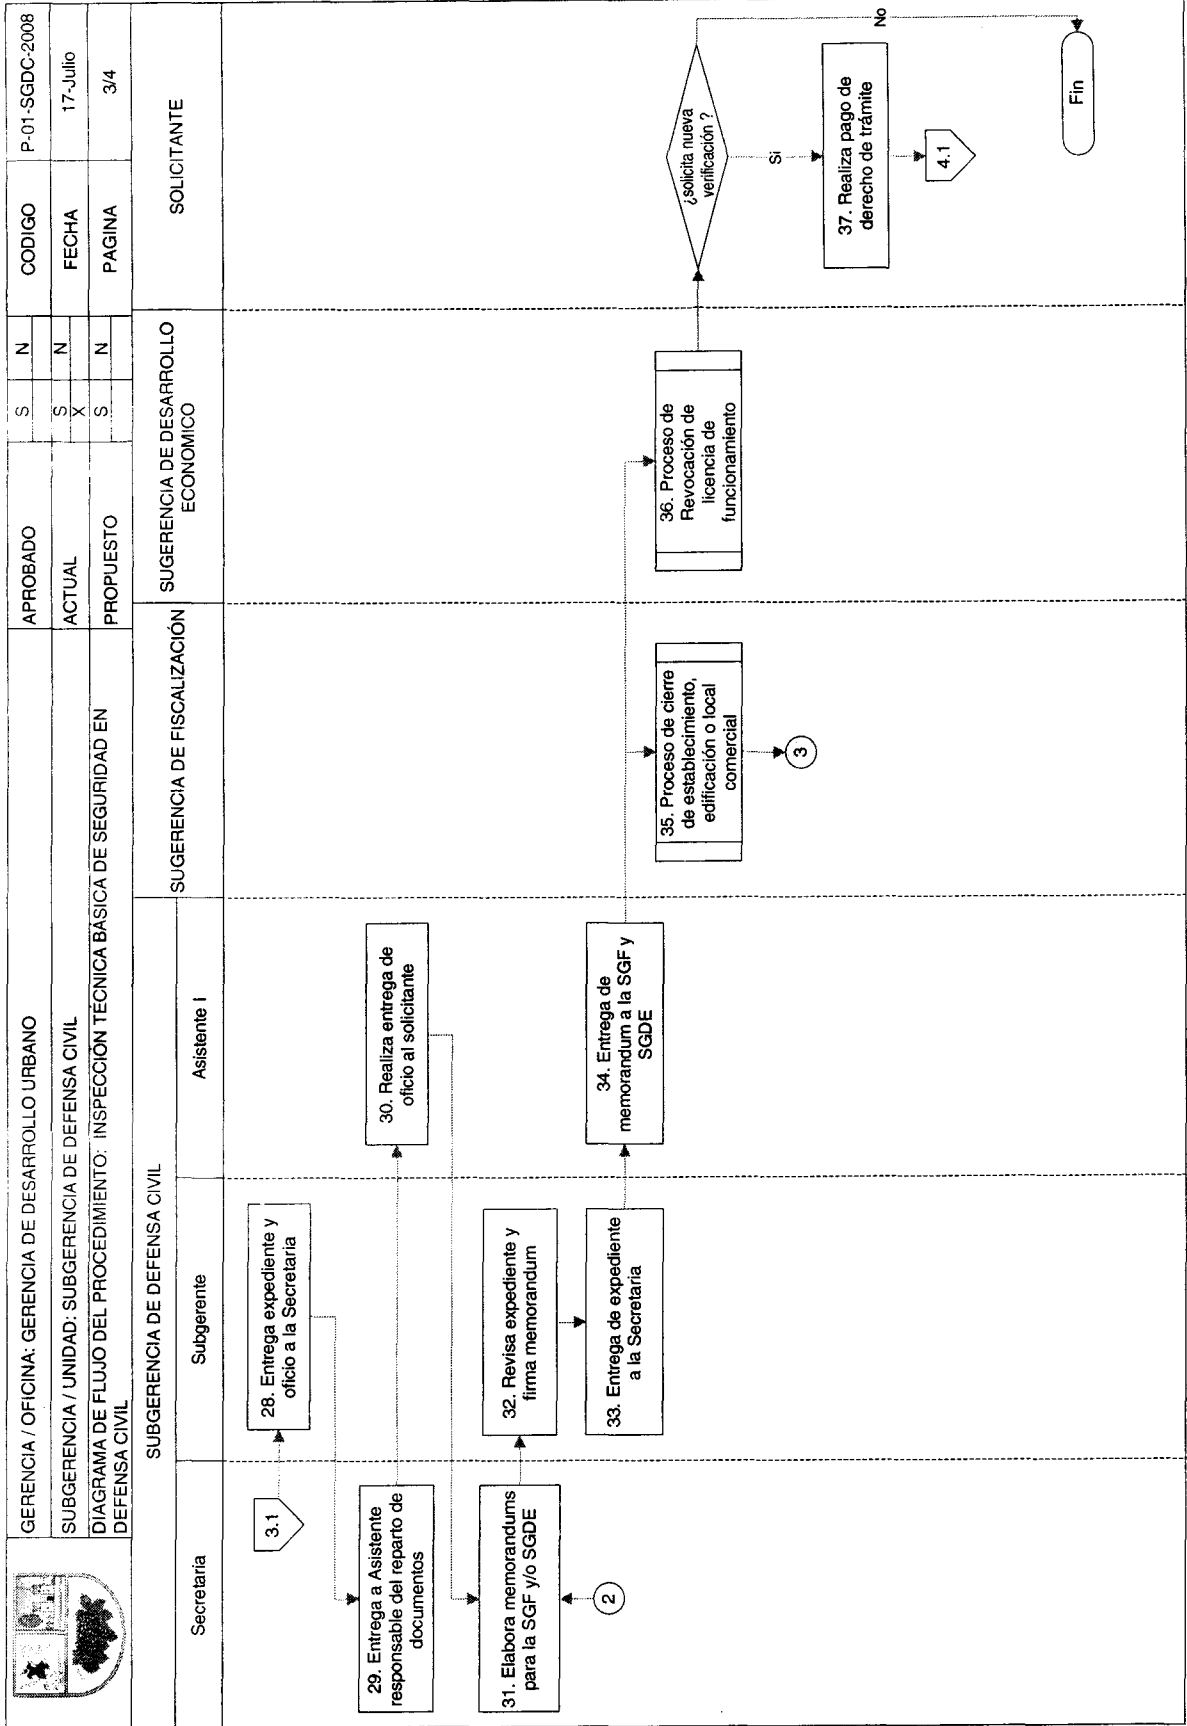 GERENCIA / OFICINA: GERENCIA DE DESARROLLO URBANO
APROBADO
S
N
CODIGO
P-01-SGDC-2008
SUBGERENCIA / UNIDAD: SUBGERENCIA DE DEFENSA CIVIL
ACTUAL
S
N
X
FECHA
17-Julio
DIAGRAMA DE FLUJO DEL PROCEDIMIENTO: INSPECCIÓN TÉCNICA BÁSICA DE SEGURIDAD EN
DEFENSA CIVIL
PROPUESTO
S
N
PAGINA
3/4
SUBGERENCIA DE DEFENSA CIVIL
SUGERENCIA DE FISCALIZACIÓN
SUGERENCIA DE DESARROLLO
ECONOMICO
SOLICITANTE
Secretaria
Subgerente
Asistente I
3.1
28. Entrega expediente y
oficio a la Secretaria
29. Entrega a Asistente
responsable del reparto de
documentos
30. Realiza entrega de
oficio al solicitante
31. Elabora memorandums
para la SGF y/o SGDE
2
32. Revisa expediente y
firma memorandum
33. Entrega de expediente
a la Secretaria
34. Entrega de
memorandum a la SGF y
SGDE
35. Proceso de cierre
de establecimiento,
edificación o local
comercial
3
36. Proceso de
Revocación de
licencia de
funcionamiento
¿solicita nueva
verificación ?
Si
No
37. Realiza pago de
derecho de trámite
4.1
Fin